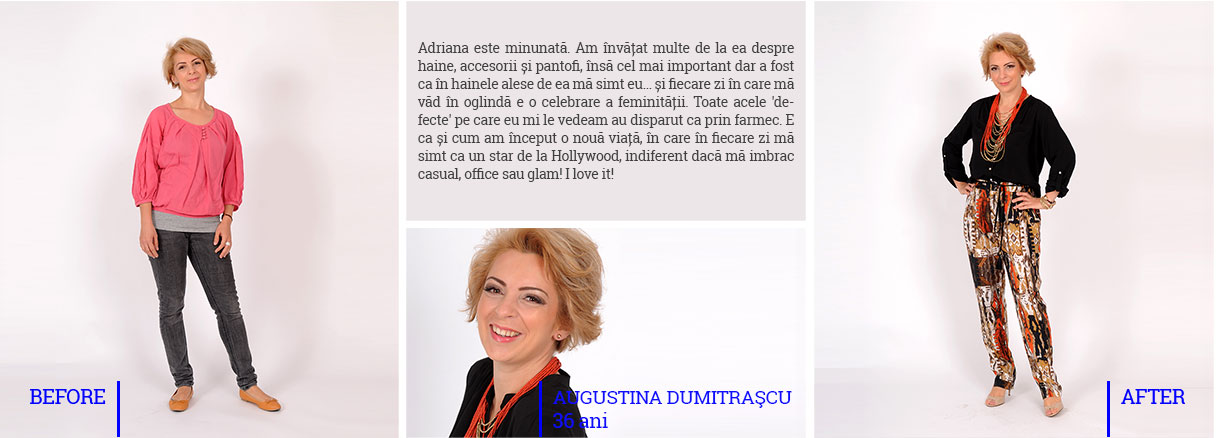 BEFORE
Adriana este minunată. Am învățat multe de la ea despre
haine, accesorii și pantofi, însă cel mai important dar a fost
ca în hainele alese de ea mă simt eu... și fiecare zi în care mă
văd în oglindă e o celebrare a feminității. Toate acele 'de-
fecte' pe care eu mi le vedeam au disparut ca prin farmec. E
ca și cum am început o nouă viață, în care în fiecare zi mă
simt ca un star de la Hollywood, indiferent dacă mă imbrac
casual, office sau glam! I love it!
AUGUSTINA DUMITRAŞCU
36 ani
AFTER